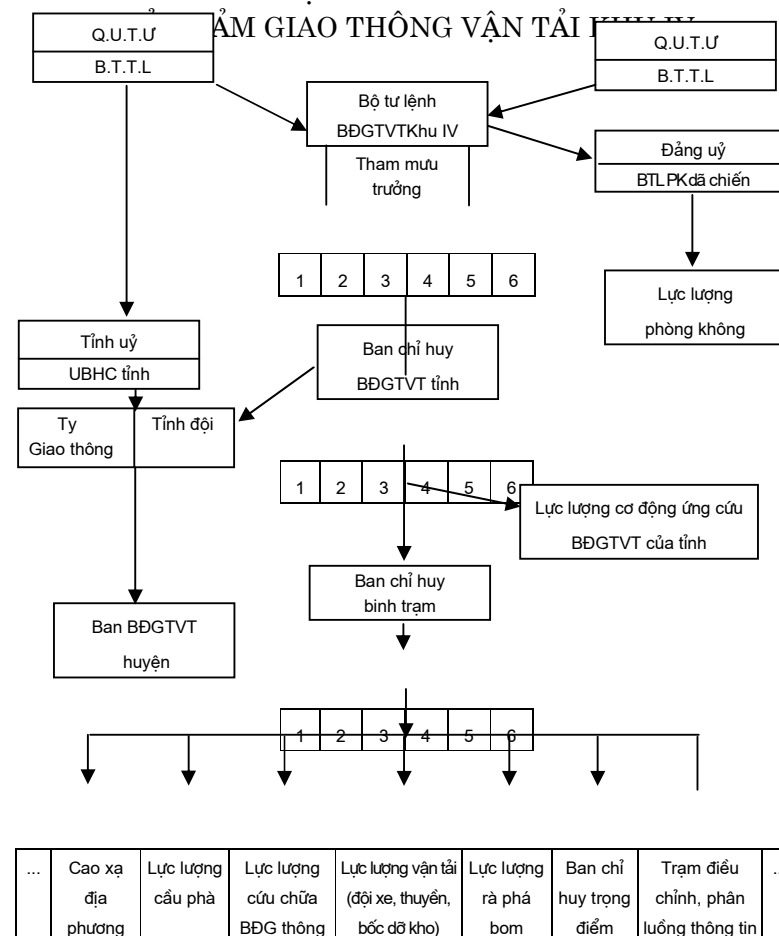 ẢM GIAO THÔNG VẬN TẢI KHU IV
Q.U.T.Ư
B.T.T.L
Q.U.T.Ư
B.T.T.L
Bộ tư lệnh
BĐGTVTKhu IV
Tham mưu
trưởng
Đảng uỷ
BTLPKdã chiến
1 2 3 4 5 6
Lực lượng
phòng không
Tỉnh uỷ
UBHC tỉnh
Ban chỉ huy
BĐGTVT tỉnh
Ty
Giao thông
Tỉnh đội
1 2 3 4 5 6
Lực lượng cơ động ứng cứu
BĐGTVT của tỉnh
Ban chỉ huy
binh trạm
Ban BĐGTVT
huyện
1 2 3 4 5 6
...
Cao xạ
địa
phương
Lực lượng
cầu phà
Lực lượng
cứu chữa
BĐG thông
Lực lượng vận tải
(đội xe, thuyền,
bốc dỡ kho)
Lực lượng
rà phá
bom
Ban chỉ
huy trọng
điểm
Trạm điều
chỉnh, phân
luồng thông tin